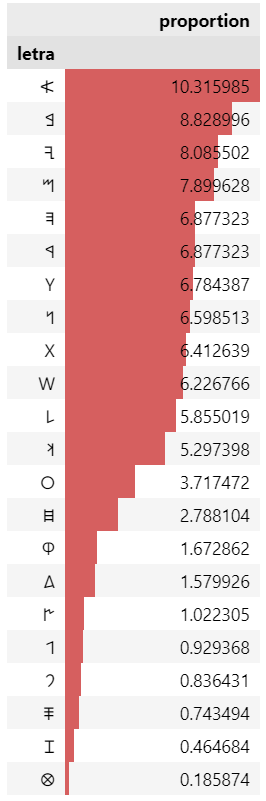 proportion
letra
𐤀 10.315985
𐤁 8.828996
𐤉 8.085502
𐤌 7.899628
𐤄 6.877323
𐤓 6.877323
𐤅 6.784387
𐤍 6.598513
𐤕 6.412639
𐤔 6.226766
𐤋 5.855019
𐤊 5.297398
𐤏 3.717472
𐤇 2.788104
𐤒 1.672862
𐤃 1.579926
𐤑 1.022305
𐤂 0.929368
𐤐 0.836431
𐤎 0.743494
𐤆 0.464684
𐤈 0.185874